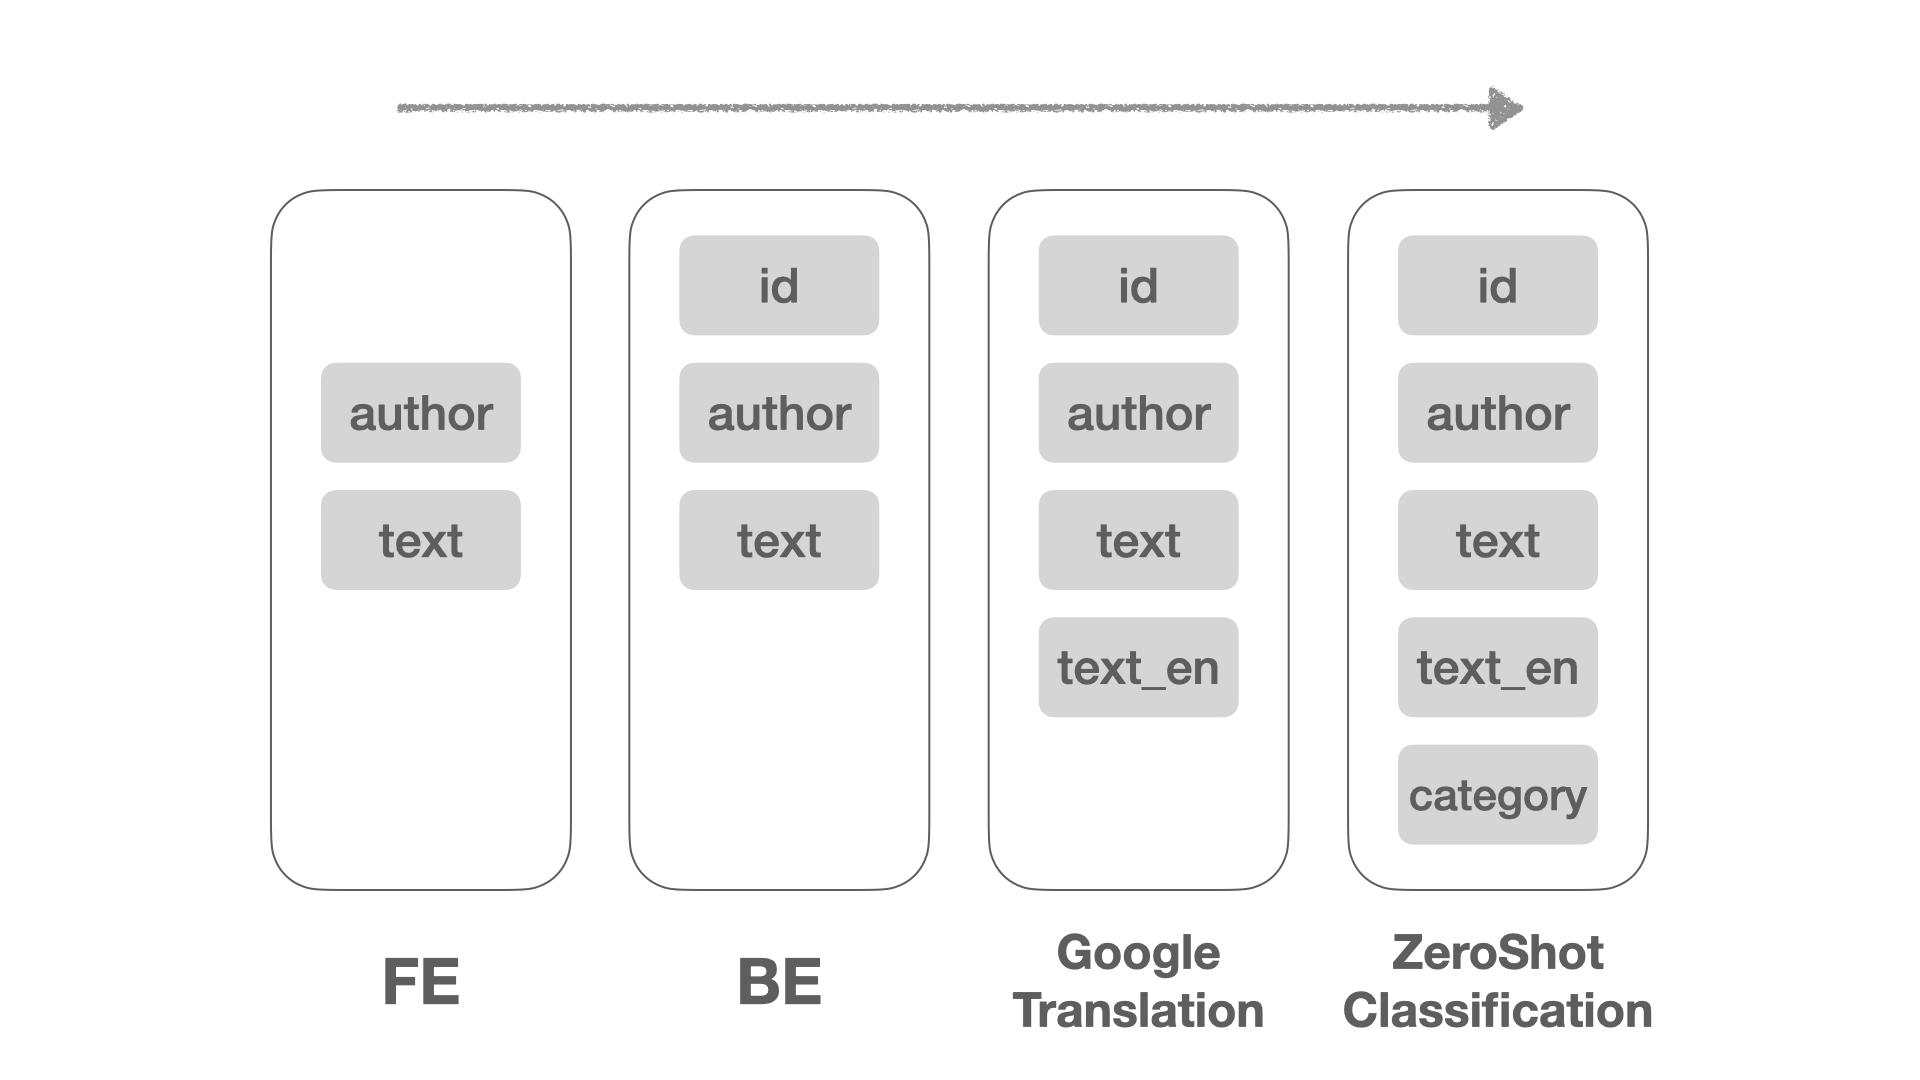 id
id
id
author
author
author
author
text
text
text
text
text_en
text_en
category
FE
BE
Google
Translation
ZeroShot
Classification